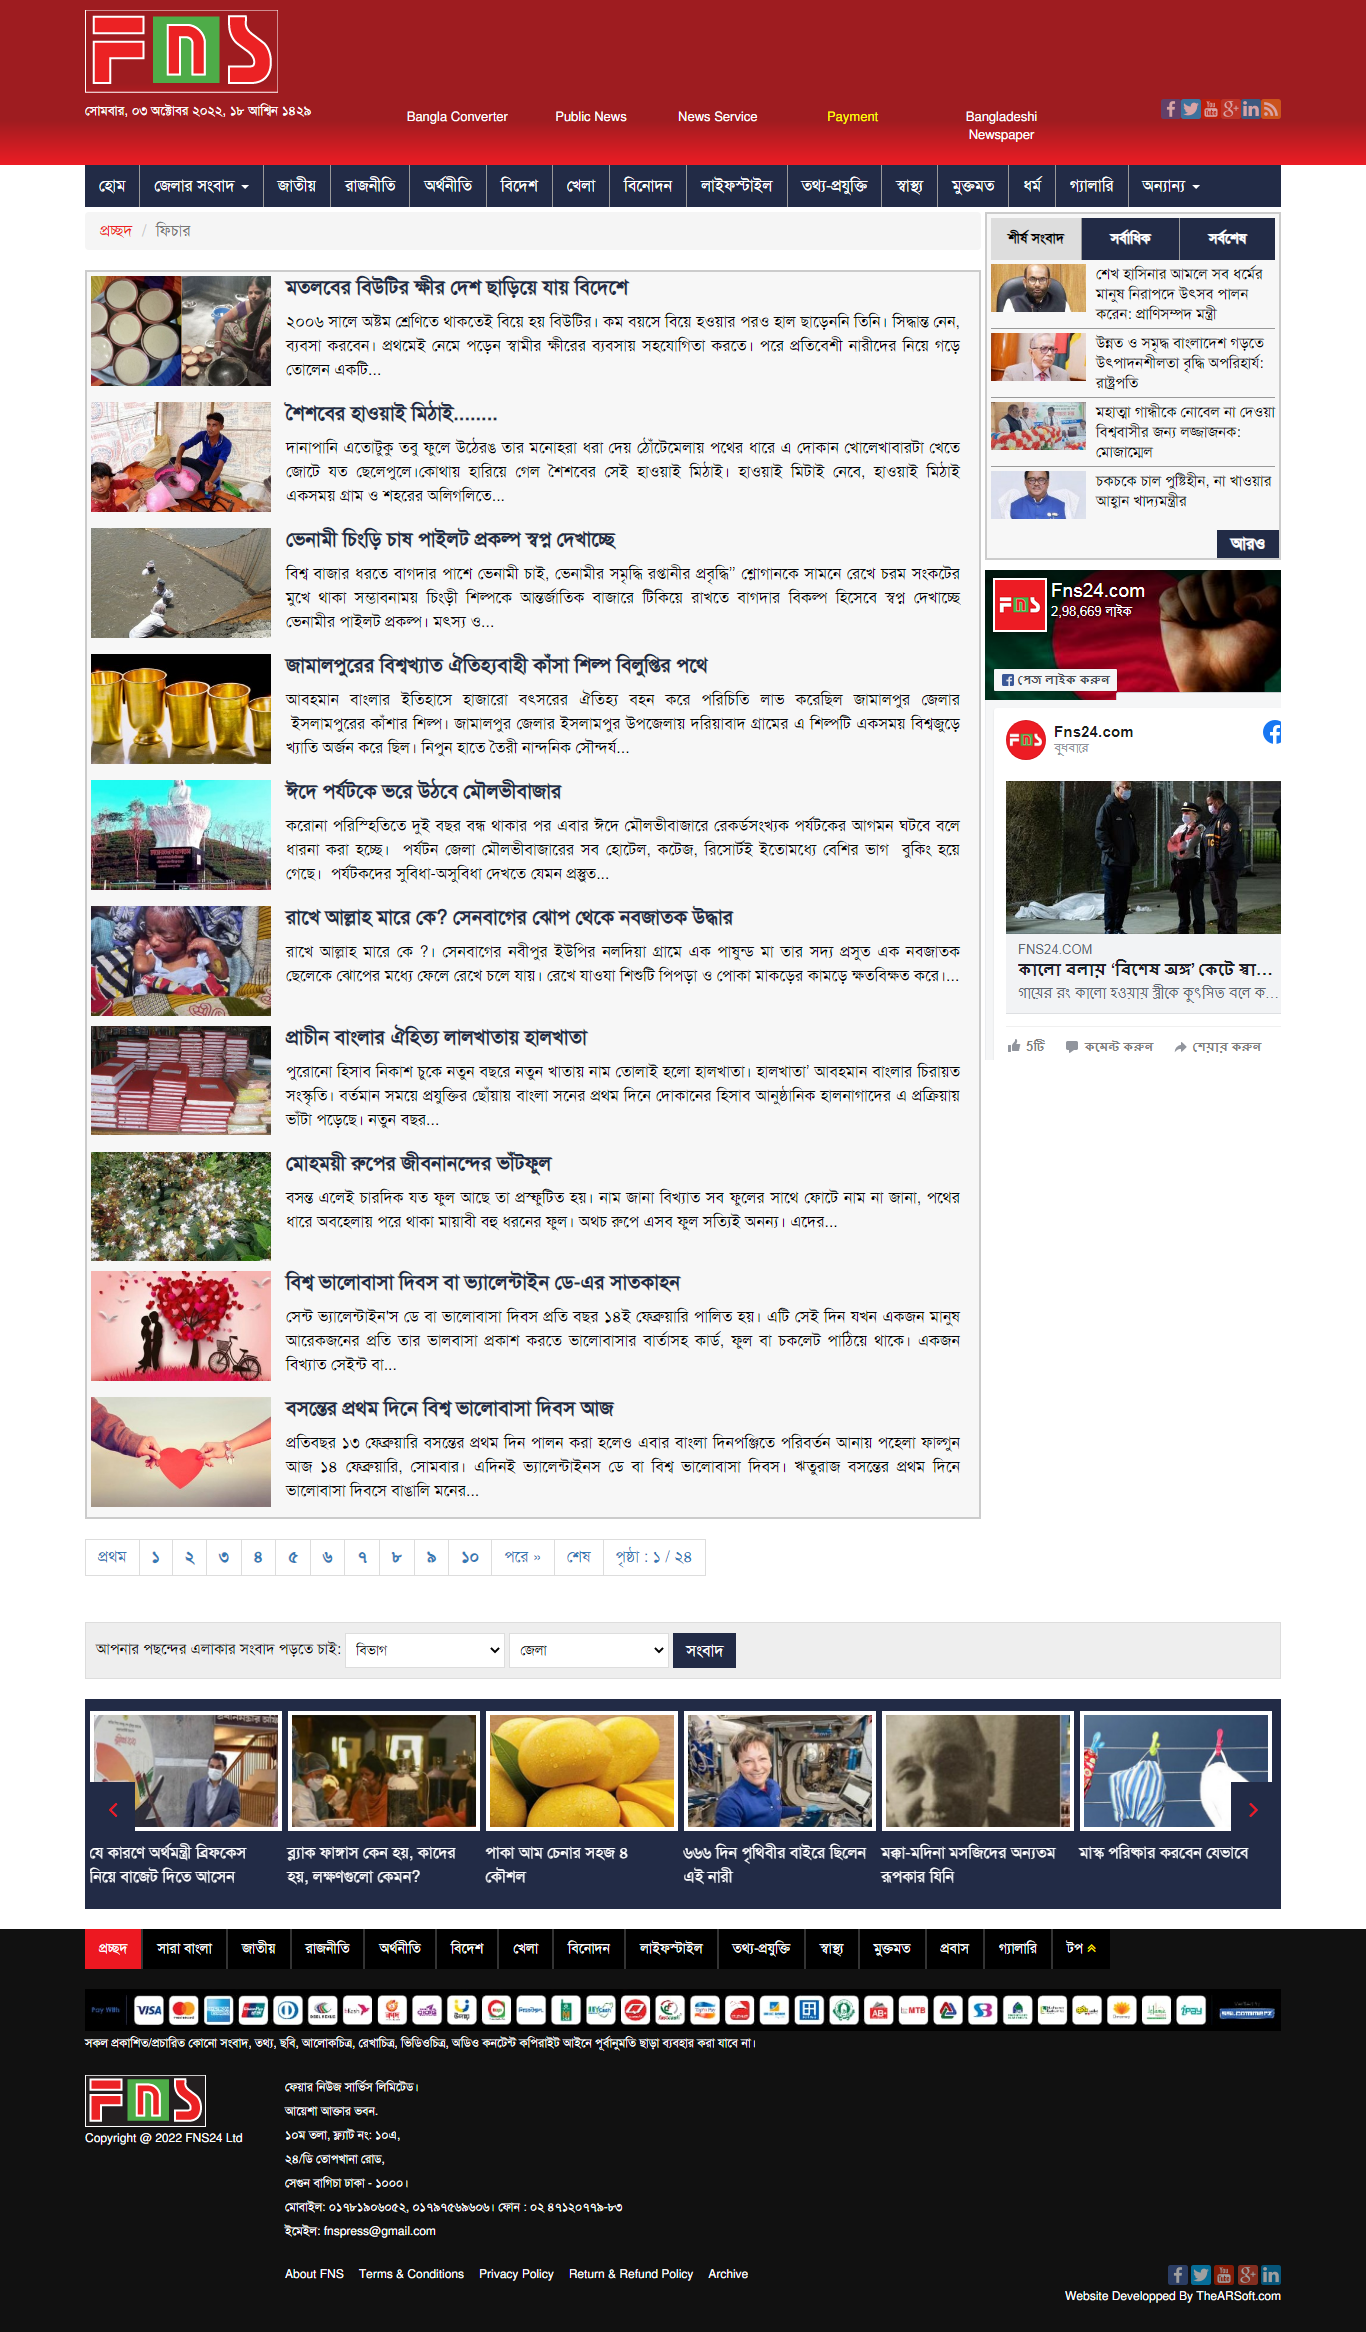 FNS
সোমবার, ০৩ অক্টোবর ২০২২, ১৮ আশ্বিন ১৪২৯
Bangla Converter
Public News
News Service
Payment
Bangladeshi
Newspaper
হোম
জেলার সংবাদ
জাতীয়
রাজনীতি
অর্থনীতি
বিদেশ
খেলা
বিনোদন
লাইফস্টাইল
তথ্য-প্রযুক্তি
স্বাস্থ্য
মুক্তমত
ধর্ম
গ্যালারি
অন্যান্য
প্রচ্ছদ / ফিচার
মতলবের বিউটির ক্ষীর দেশ ছাড়িয়ে যায় বিদেশে
২০০৬ সালে অষ্টম শ্রেণিতে থাকতেই বিয়ে হয় বিউটির। কম বয়সে বিয়ে হওয়ার পরও হাল ছাড়েননি তিনি। সিদ্ধান্ত নেন,
ব্যবসা করবেন। প্রথমেই নেমে পড়েন স্বামীর ক্ষীরের ব্যবসায় সহযোগিতা করতে। পরে প্রতিবেশী নারীদের নিয়ে গড়ে
তোলেন একটি...
শৈশবের হাওয়াই মিঠাই........
দানাপানি এতোটুকু তবু ফুলে উঠেরঙ তার মনোহরা ধরা দেয় ঠোঁটেমেলায় পথের ধারে এ দোকান খোলেখাবারটা খেতে
জোটে যত ছেলেপুলে।কোথায় হারিয়ে গেল শৈশবের সেই হাওয়াই মিঠাই। হাওয়াই মিটাই নেবে, হাওয়াই মিঠাই
একসময় গ্রাম ও শহরের অলিগলিতে...
ভেনামী চিংড়ি চাষ পাইলট প্রকল্প স্বপ্ন দেখাচ্ছে
বিশ্ব বাজার ধরতে বাগদার পাশে ভেনামী চাই, ভেনামীর সমৃদ্ধি রপ্তানীর প্রবৃদ্ধি’’ শ্লোগানকে সামনে রেখে চরম সংকটের
মুখে থাকা সম্ভাবনাময় চিংড়ী শিল্পকে আন্তর্জাতিক বাজারে টিকিয়ে রাখতে বাগদার বিকল্প হিসেবে স্বপ্ন দেখাচ্ছে
ভেনামীর পাইলট প্রকল্প। মৎস্য ও...
জামালপুরের বিশ্বখ্যাত ঐতিহ্যবাহী কাঁসা শিল্প বিলুপ্তির পথে
আবহমান বাংলার ইতিহাসে হাজারো বৎসরের ঐতিহ্য বহন করে পরিচিতি লাভ করেছিল জামালপুর জেলার
ইসলামপুরের কাঁশার শিল্প। জামালপুর জেলার ইসলামপুর উপজেলায় দরিয়াবাদ গ্রামের এ শিল্পটি একসময় বিশ্বজুড়ে
খ্যাতি অর্জন করে ছিল। নিপুন হাতে তৈরী নান্দনিক সৌন্দর্য...
ঈদে পর্যটকে ভরে উঠবে মৌলভীবাজার
করোনা পরিস্হিতিতে দুই বছর বন্ধ থাকার পর এবার ঈদে মৌলভীবাজারে রেকর্ডসংখ্যক পর্যটকের আগমন ঘটবে বলে
ধারনা করা হচ্ছে। পর্যটন জেলা মৌলভীবাজারের সব হোটেল, কটেজ, রিসোর্টই ইতোমধ্যে বেশির ভাগ বুকিং হয়ে
গেছে। পর্যটকদের সুবিধা-অসুবিধা দেখতে যেমন প্রস্তুত...
রাখে আল্লাহ মারে কে? সেনবাগের ঝোপ থেকে নবজাতক উদ্ধার
রাখে আল্লাহ মারে কে ?। সেনবাগের নবীপুর ইউপির নলদিয়া গ্রামে এক পাষুন্ড মা তার সদ্য প্রসুত এক নবজাতক
ছেলেকে ঝোপের মধ্যে ফেলে রেখে চলে যায়। রেখে যাওযা শিশুটি পিপড়া ও পোকা মাকড়ের কামড়ে ক্ষতবিক্ষত করে।...
প্রাচীন বাংলার ঐহিত্য লালখাতায় হালখাতা
পুরোনো হিসাব নিকাশ চুকে নতুন বছরে নতুন খাতায় নাম তোলাই হলো হালখাতা। হালখাতা’ আবহমান বাংলার চিরায়ত
সংস্কৃতি। বর্তমান সময়ে প্রযুক্তির ছোঁয়ায় বাংলা সনের প্রথম দিনে দোকানের হিসাব আনুষ্ঠানিক হালনাগাদের এ প্রক্রিয়ায়
ভাঁটা পড়েছে। নতুন বছর...
মোহময়ী রুপের জীবনানন্দের ভাঁটফুল
বসন্ত এলেই চারদিক যত ফুল আছে তা প্রস্ফুটিত হয়। নাম জানা বিখ্যাত সব ফুলের সাথে ফোটে নাম না জানা, পথের
ধারে অবহেলায় পরে থাকা মায়াবী বহু ধরনের ফুল। অথচ রুপে এসব ফুল সত্যিই অনন্য। এদের...
বিশ্ব ভালোবাসা দিবস বা ভ্যালেন্টাইন ডে-এর সাতকাহন
সেন্ট ভ্যালেন্টাইন'স ডে বা ভালোবাসা দিবস প্রতি বছর ১৪ই ফেব্রুয়ারি পালিত হয়। এটি সেই দিন যখন একজন মানুষ
আরেকজনের প্রতি তার ভালবাসা প্রকাশ করতে ভালোবাসার বার্তাসহ কার্ড, ফুল বা চকলেট পাঠিয়ে থাকে। একজন
বিখ্যাত সেইন্ট বা...
বসন্তের প্রথম দিনে বিশ্ব ভালোবাসা দিবস আজ
প্রতিবছর ১৩ ফেব্রুয়ারি বসন্তের প্রথম দিন পালন করা হলেও এবার বাংলা দিনপঞ্জিতে পরিবর্তন আনায় পহেলা ফাল্গুন
আজ ১৪ ফেব্রুয়ারি, সোমবার। এদিনই ভ্যালেন্টাইনস ডে বা বিশ্ব ভালোবাসা দিবস। ঋতুরাজ বসন্তের প্রথম দিনে
ভালোবাসা দিবসে বাঙালি মনের...
শীর্ষ সংবাদ
সর্বাধিক
সর্বশেষ
শেখ হাসিনার আমলে সব ধর্মের
মানুষ নিরাপদে উৎসব পালন
করেন: প্রাণিসম্পদ মন্ত্রী
উন্নত ও সমৃদ্ধ বাংলাদেশ গড়তে
উৎপাদনশীলতা বৃদ্ধি অপরিহার্য:
রাষ্ট্রপতি
মহাত্মা গান্ধীকে নোবেল না দেওয়া
বিশ্ববাসীর জন্য লজ্জাজনক:
মোজাম্মেল
চকচকে চাল পুষ্টিহীন, না খাওয়ার
আহ্বান খাদ্যমন্ত্রীর
আরও
FNS
Fns24.com
2,98,669 লাইক
পেজ লাইক করুন
FNS
Fns24.com
বুধবারে
FNS24.COM
কালো বলায় ‘বিশেষ অঙ্গ’ কেটে স্বা...
গায়ের রং কালো হওয়ায় স্ত্রীকে কুৎসিত বলে ক...
5টি
কমেন্ট করুন
শেয়ার করুন
প্রথম
১
২
৩
৪
৫
৬
৭
৮
৯
১০
পরে »
শেষ
পৃষ্ঠা : ১ / ২৪
আপনার পছন্দের এলাকার সংবাদ পড়তে চাই:
বিভাগ
জেলা
সংবাদ
যে কারণে অর্থমন্ত্রী ব্রিফকেস
নিয়ে বাজেট দিতে আসেন
ব্ল্যাক ফাঙ্গাস কেন হয়, কাদের
হয়, লক্ষণগুলো কেমন?
পাকা আম চেনার সহজ ৪
কৌশল
৬৬৬ দিন পৃথিবীর বাইরে ছিলেন
এই নারী
মক্কা-মদিনা মসজিদের অন্যতম
রূপকার যিনি
মাস্ক পরিষ্কার করবেন যেভাবে
প্রচ্ছদ
সারা বাংলা
জাতীয়
রাজনীতি
অর্থনীতি
বিদেশ
খেলা
বিনোদন
লাইফস্টাইল
তথ্য-প্রযুক্তি
স্বাস্থ্য
মুক্তমত
প্রবাস
গ্যালারি
টপ
Pay With
VISA
সকল প্রকাশিত/প্রচারিত কোনো সংবাদ, তথ্য, ছবি, আলোকচিত্র, রেখাচিত্র, ভিডিওচিত্র, অডিও কনটেন্ট কপিরাইট আইনে পূর্বানুমতি ছাড়া ব্যবহার করা যাবে না।
FNS
Copyright @ 2022 FNS24 Ltd
ফেয়ার নিউজ সার্ভিস লিমিটেড।
আয়েশা আক্তার ভবন.
১০ম তলা, ফ্ল্যাট নং: ১০এ,
২৪/ডি তোপখানা রোড,
সেগুন বাগিচা ঢাকা - ১০০০।
মোবাইল: ০১৭৮১৯০৬০৫২, ০১৭৯৭৫৬৯৬০৬। ফোন : ০২ ৪৭১২০৭৭৯-৮৩
ইমেইল: fnspress@gmail.com
About FNS
Terms & Conditions
Privacy Policy
Return & Refund Policy
Archive
Website Developped By TheARSoft.com